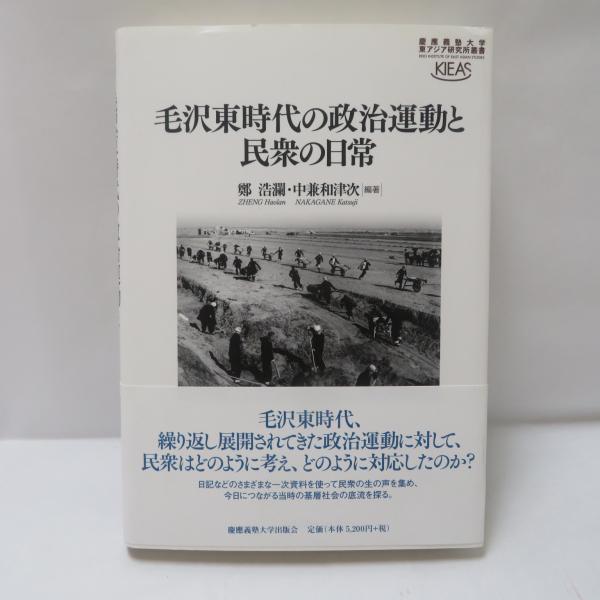 慶應義塾大学
東アジア研究所叢書
KEIO INSTITUTE OF EAST ASIAN STUDIES
KIEAS
毛沢東時代の政治運動と
民衆の日常
鄭 浩瀾・中兼和津次 編著
ZHENG Haolan NAKAGANE Katsuji
毛沢東時代、
繰り返し展開されてきた政治運動に対して、
民衆はどのように考え、どのように対応したのか?
日記などのさまざまな一次資料を使って民衆の生の声を集め、
今日につながる当時の基層社会の底流を探る。
慶應義塾大学出版会 定価(本体5,200円+税)